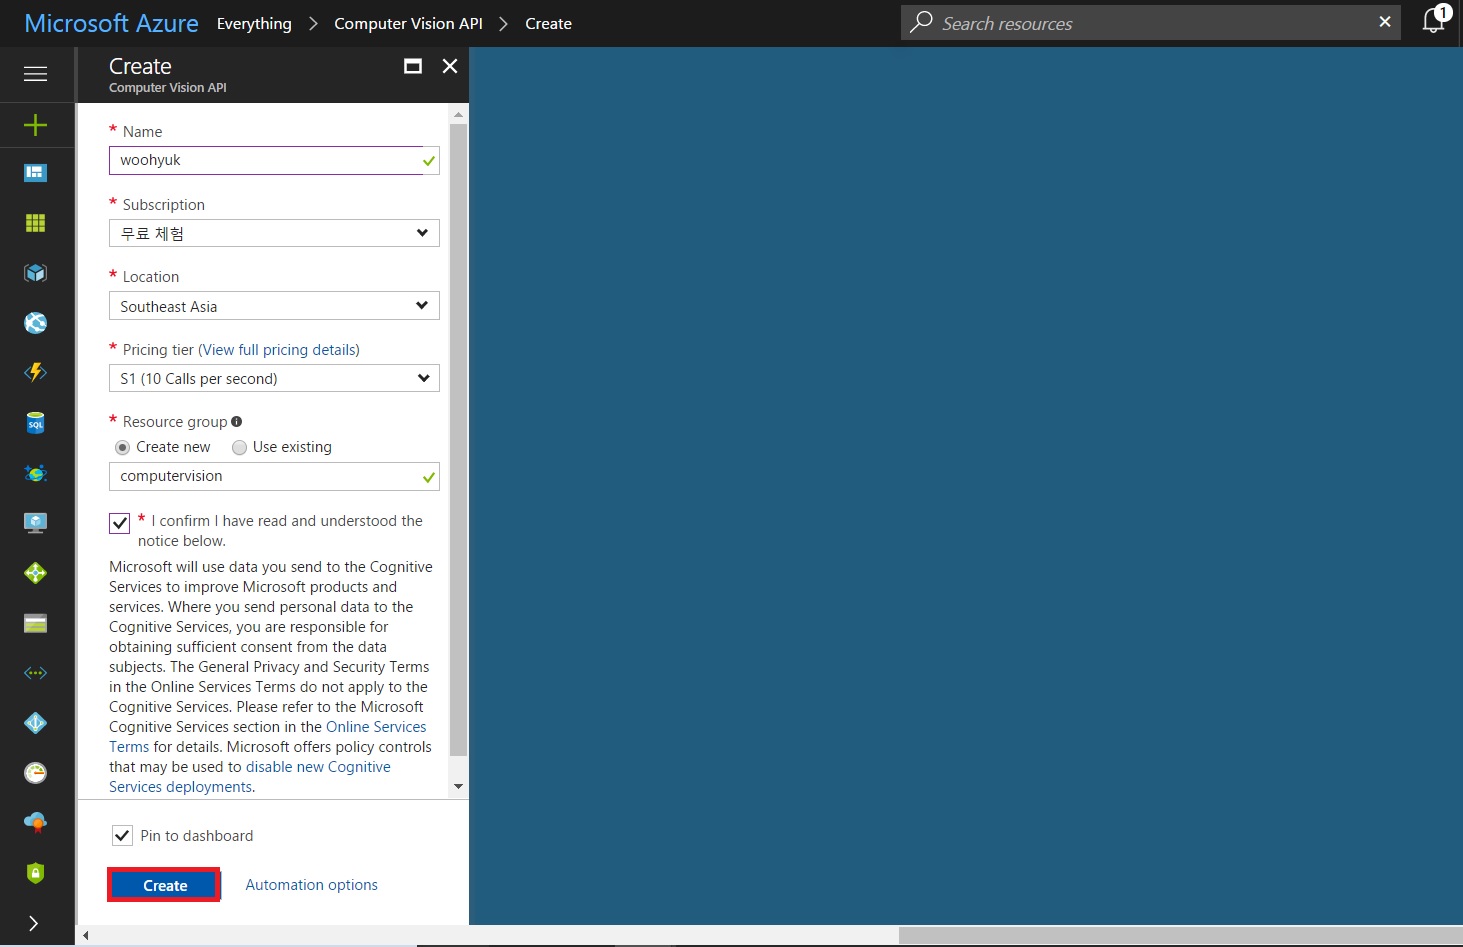 Microsoft Azure Everything > Computer Vision API > Create
Search resources
1
Create
Computer Vision API
* Name
woohyuk
* Subscription
무료 체험
* Location
Southeast Asia
* Pricing tier (View full pricing details)
S1 (10 Calls per second)
* Resource group
Create new Use existing
computervision
* I confirm I have read and understood the
notice below.
Microsoft will use data you send to the Cognitive
Services to improve Microsoft products and
services. Where you send personal data to the
Cognitive Services, you are responsible for
obtaining sufficient consent from the data
subjects. The General Privacy and Security Terms
in the Online Services Terms do not apply to the
Cognitive Services. Please refer to the Microsoft
Cognitive Services section in the Online Services
Terms for details. Microsoft offers policy controls
that may be used to disable new Cognitive
Services deployments.
Pin to dashboard
Create Automation options
SQL